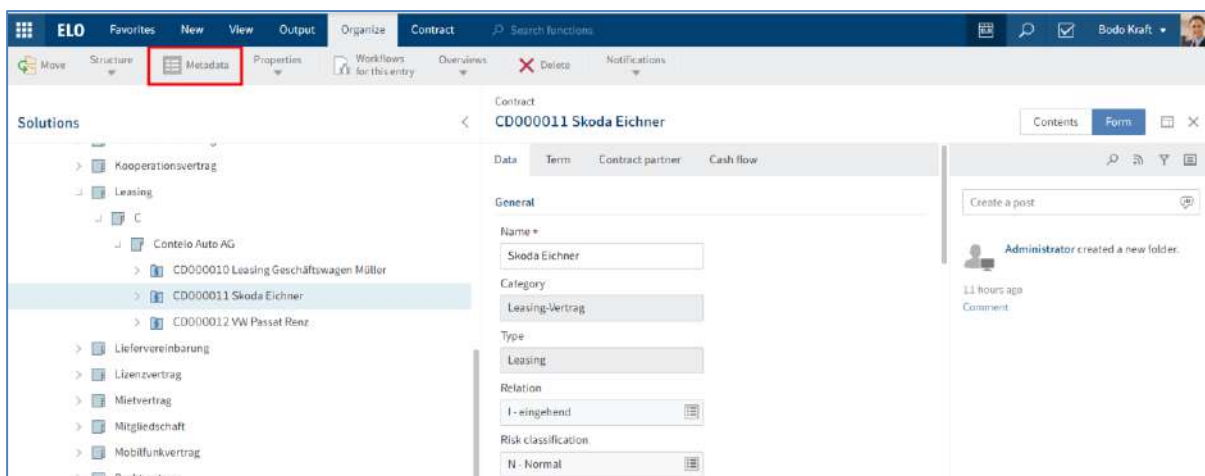 ELO Favorites New View Output Organize Contract Search functions Bodo Kraft
Move Structure Metadata Properties Workflows for this entry Overviews Delete Notifications
Solutions
Kooperationsvertrag
Leasing
C
Contelo Auto AG
CD000010 Leasing Geschäftswagen Müller
CD000011 Skoda Eichner
CD000012 VW Passat Renz
Liefervereinbarung
Lizenzvertrag
Mietvertrag
Mitgliedschaft
Mobilfunkvertrag
Contract
CD000011 Skoda Eichner
Contents Form
Data Term Contract partner Cash flow
General
Name *
Skoda Eichner
Category
Leasing-Vertrag
Type
Leasing
Relation
I - eingehend
Risk classification
N - Normal
Create a post
Administrator created a new folder.
11 hours ago
Comment